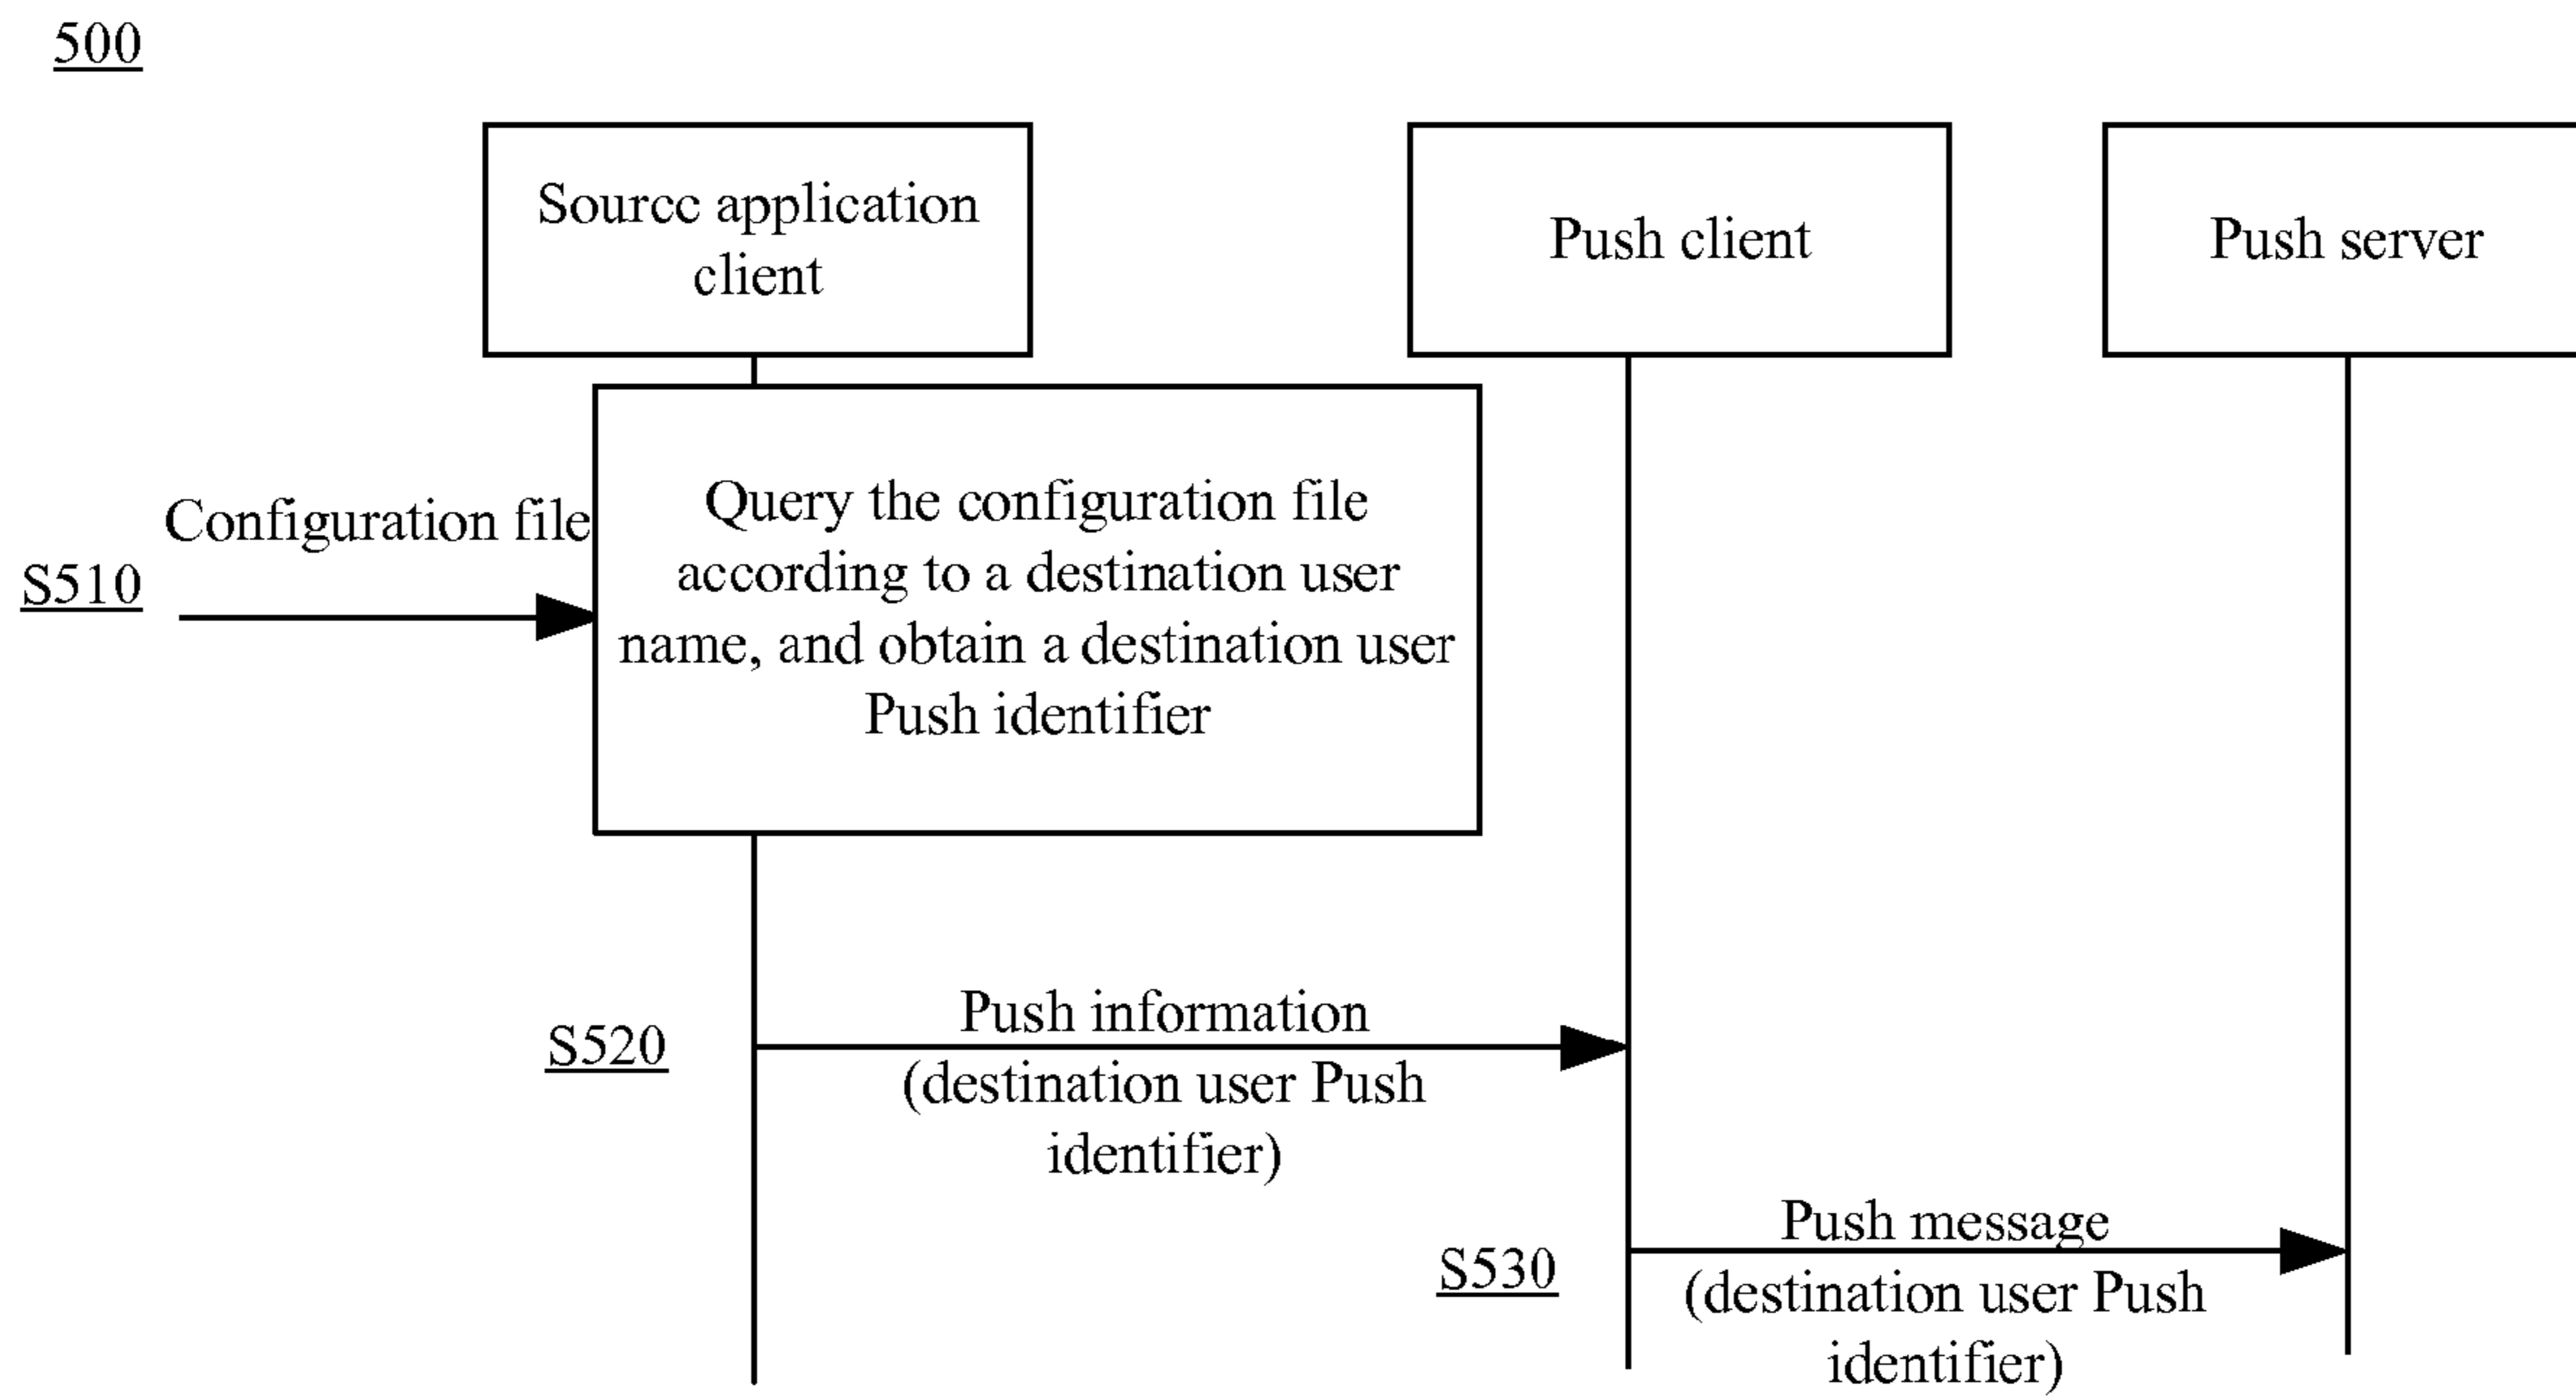 500
Source application
client
Push client
Push server
Configuration file
S510
Query the configuration file
according to a destination user
name, and obtain a destination user
Push identifier
S520
Push information
(destination user Push
identifier)
S530
Push message
(destination user Push
identifier)